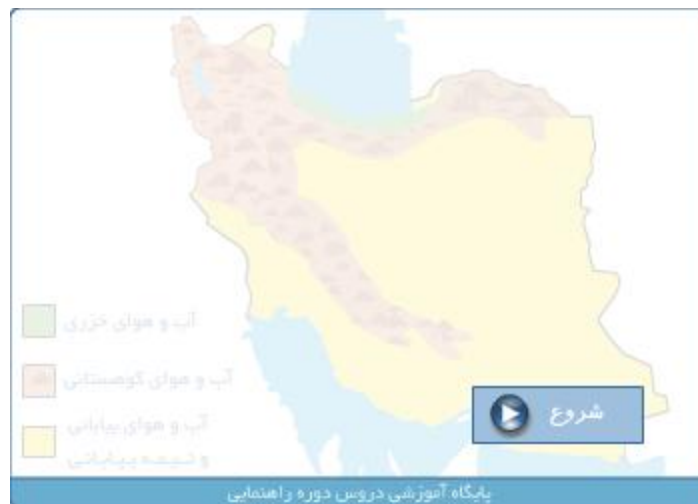 آب و هوای خزری
آب و هوای کوهستانی
آب و هوای بیابانی
و نیمه بیابانی
شروع
پایگاه آموزشی دروس دوره راهنمایی